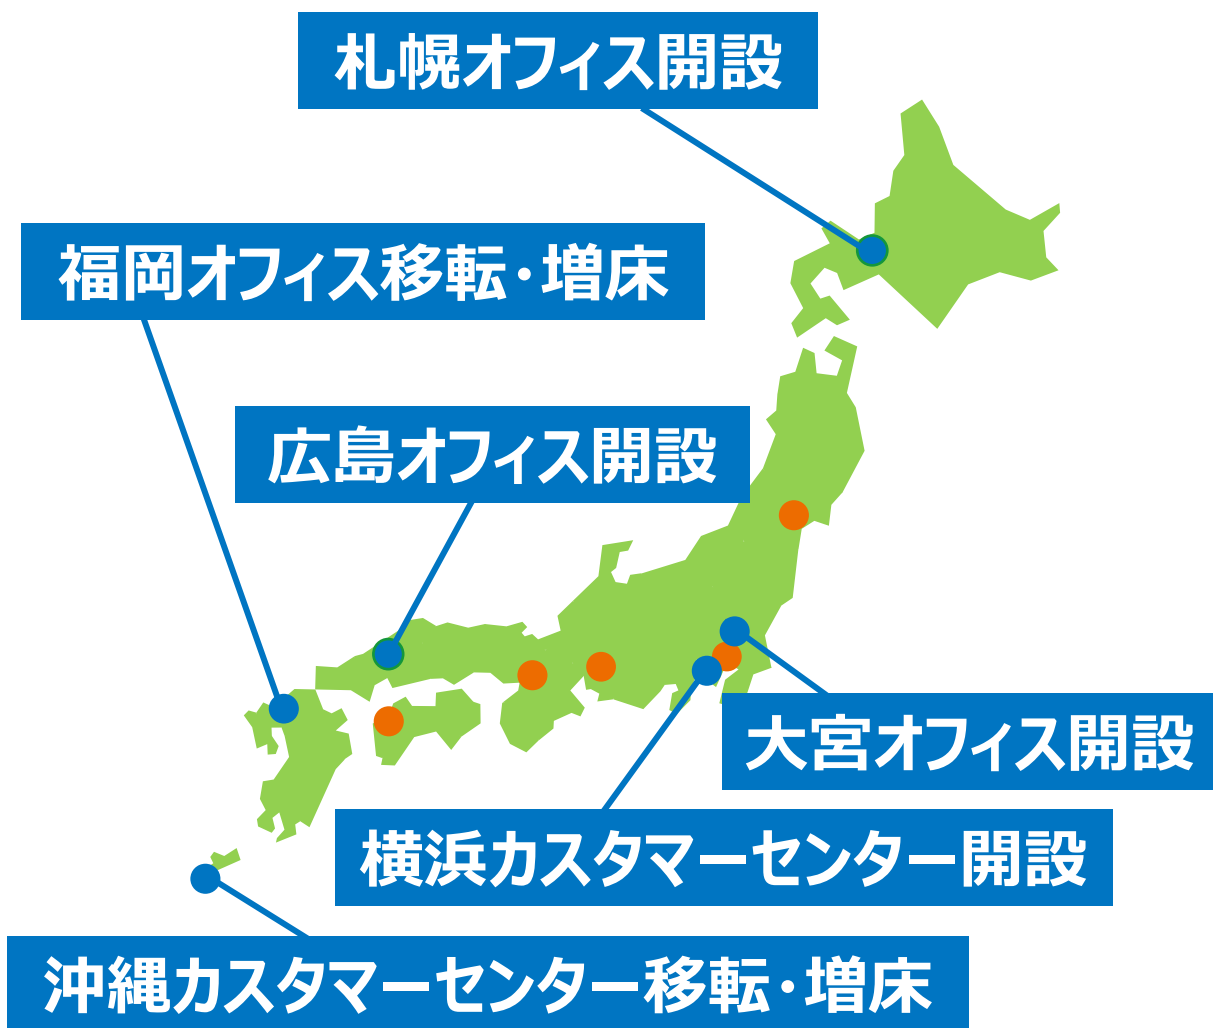 札幌オフィス開設
福岡オフィス移転・増床
広島オフィス開設
大宮オフィス開設
横浜カスタマーセンター開設
沖縄カスタマーセンター移転・増床